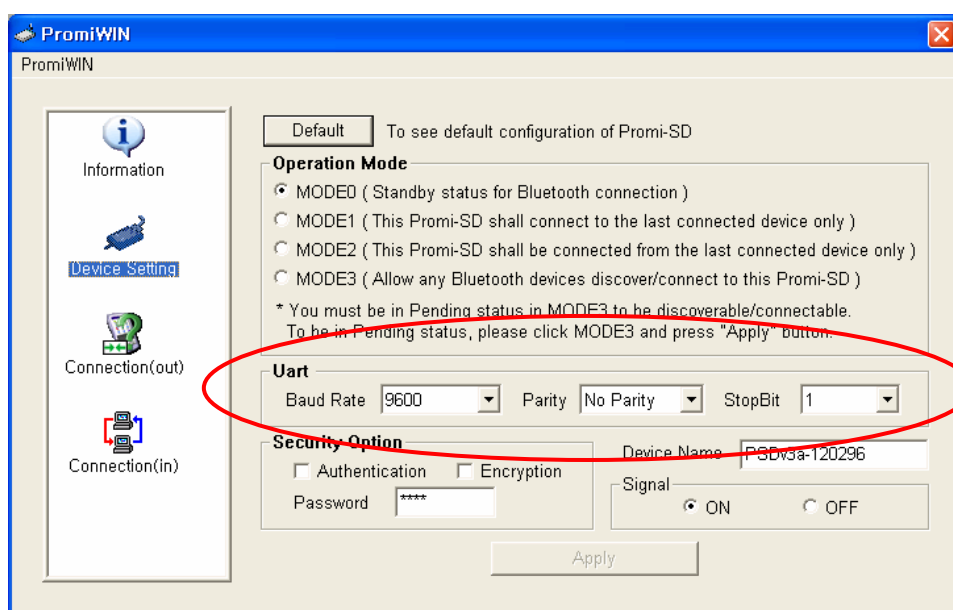 PromiWIN
PromiWIN
Information
Device Setting
Connection(out)
Connection(in)
Default To see default configuration of Promi-SD
Operation Mode
MODE0 ( Standby status for Bluetooth connection )
MODE1 ( This Promi-SD shall connect to the last connected device only )
MODE2 ( This Promi-SD shall be connected from the last connected device only )
MODE3 ( Allow any Bluetooth devices discover/connect to this Promi-SD )
* You must be in Pending status in MODE3 to be discoverable/connectable.
To be in Pending status, please click MODE3 and press "Apply" button.
Uart
Baud Rate 9600 Parity No Parity StopBit 1
Security Option
Authentication Encryption
Password ****
Device Name PSDv3a-120296
Signal
ON OFF
Apply